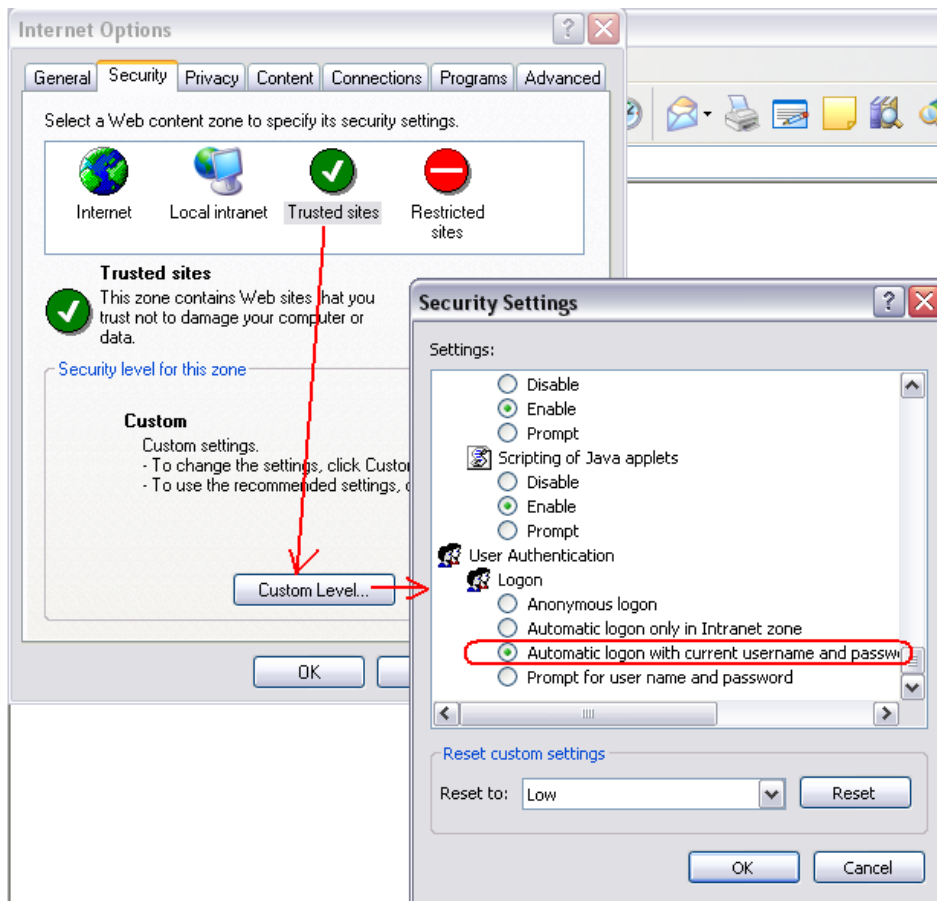 Internet Options
General Security Privacy Content Connections Programs Advanced
Select a Web content zone to specify its security settings.
Internet Local intranet Trusted sites Restricted
sites
Trusted sites
This zone contains Web sites that you
trust not to damage your computer or
data.
Security level for this zone
Custom
Custom settings.
- To change the settings, click Custo
- To use the recommended settings, c
Custom Level...
OK
Security Settings
Settings:
Disable
Enable
Prompt
Scripting of Java applets
Disable
Enable
Prompt
User Authentication
Logon
Anonymous logon
Automatic logon only in Intranet zone
Automatic logon with current username and passw
Prompt for user name and password
Reset custom settings
Reset to: Low Reset
OK Cancel